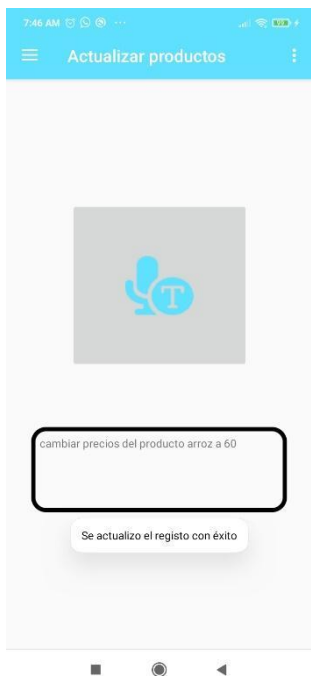 7:46 AM
Actualizar productos
T
cambiar precios del producto arroz a 60
Se actualizo el registo con éxito